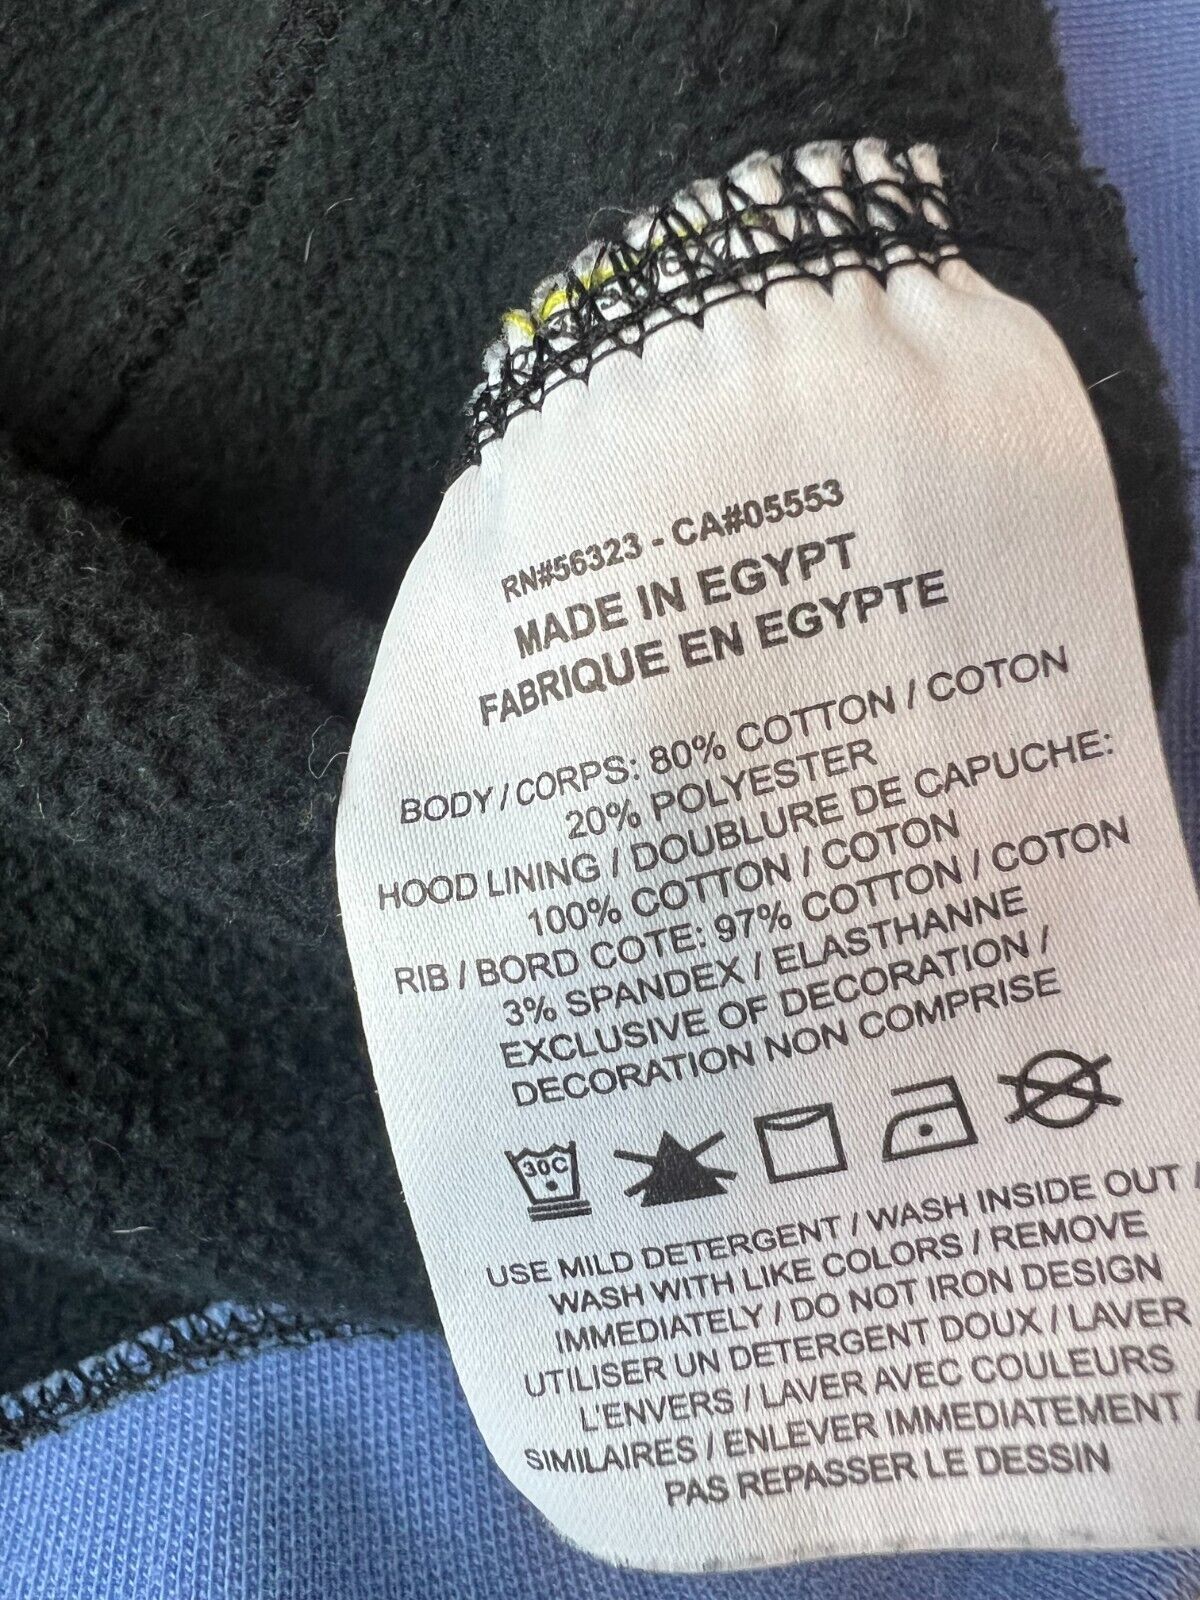 RN#56323 - CA#05553
MADE IN EGYPT
FABRIQUE EN EGYPTE
BODY / CORPS: 80% COTTON / COTON
20% POLYESTER
HOOD LINING / DOUBLURE DE CAPUCHE:
100% COTTON / COTON
RIB / BORD COTE: 97% COTTON / COTON
3% SPANDEX / ELASTHANNE
EXCLUSIVE OF DECORATION /
DECORATION NON COMPRISE
30C
USE MILD DETERGENT / WASH INSIDE OUT /
WASH WITH LIKE COLORS / REMOVE
IMMEDIATELY / DO NOT IRON DESIGN
UTILISER UN DETERGENT DOUX / LAVER
L'ENVERS / LAVER AVEC COULEURS
SIMILAIRES / ENLEVER IMMEDIATEMENT
PAS REPASSER LE DESSIN